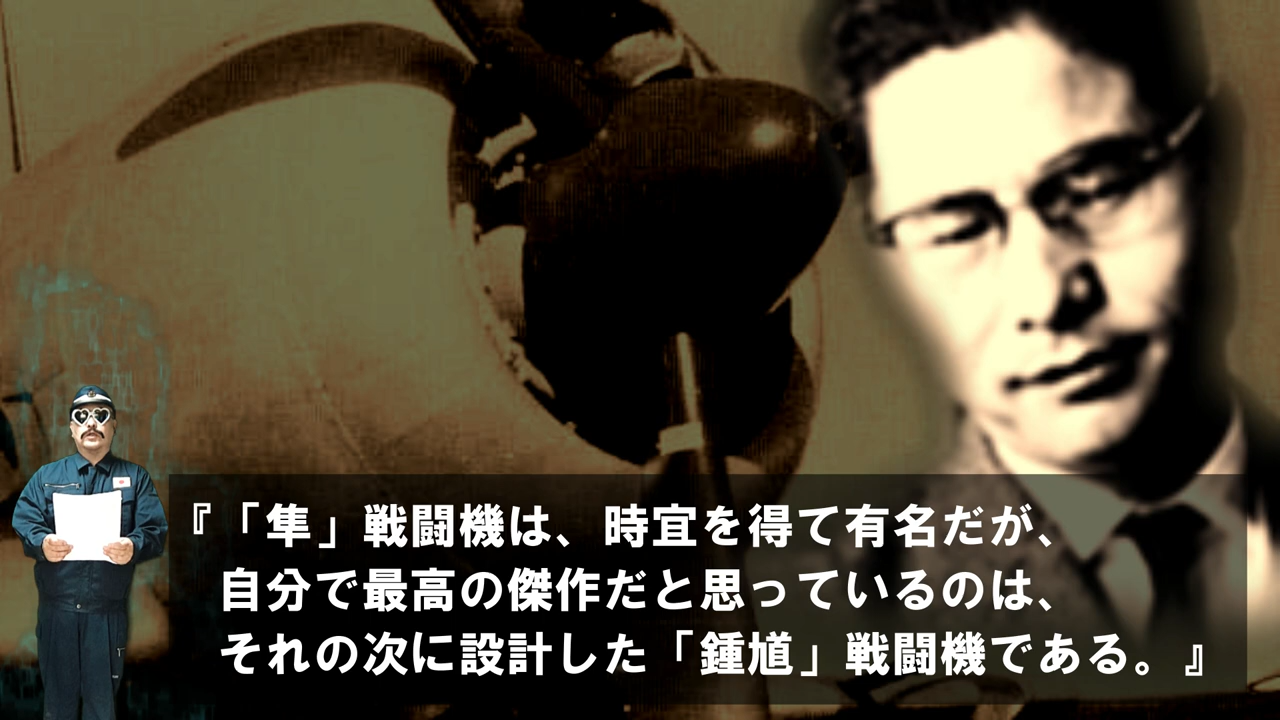 『「隼」戦闘機は、時宜を得て有名だが、
自分で最高の傑作だと思っているのは、
それの次に設計した「鍾馗」戦闘機である。』